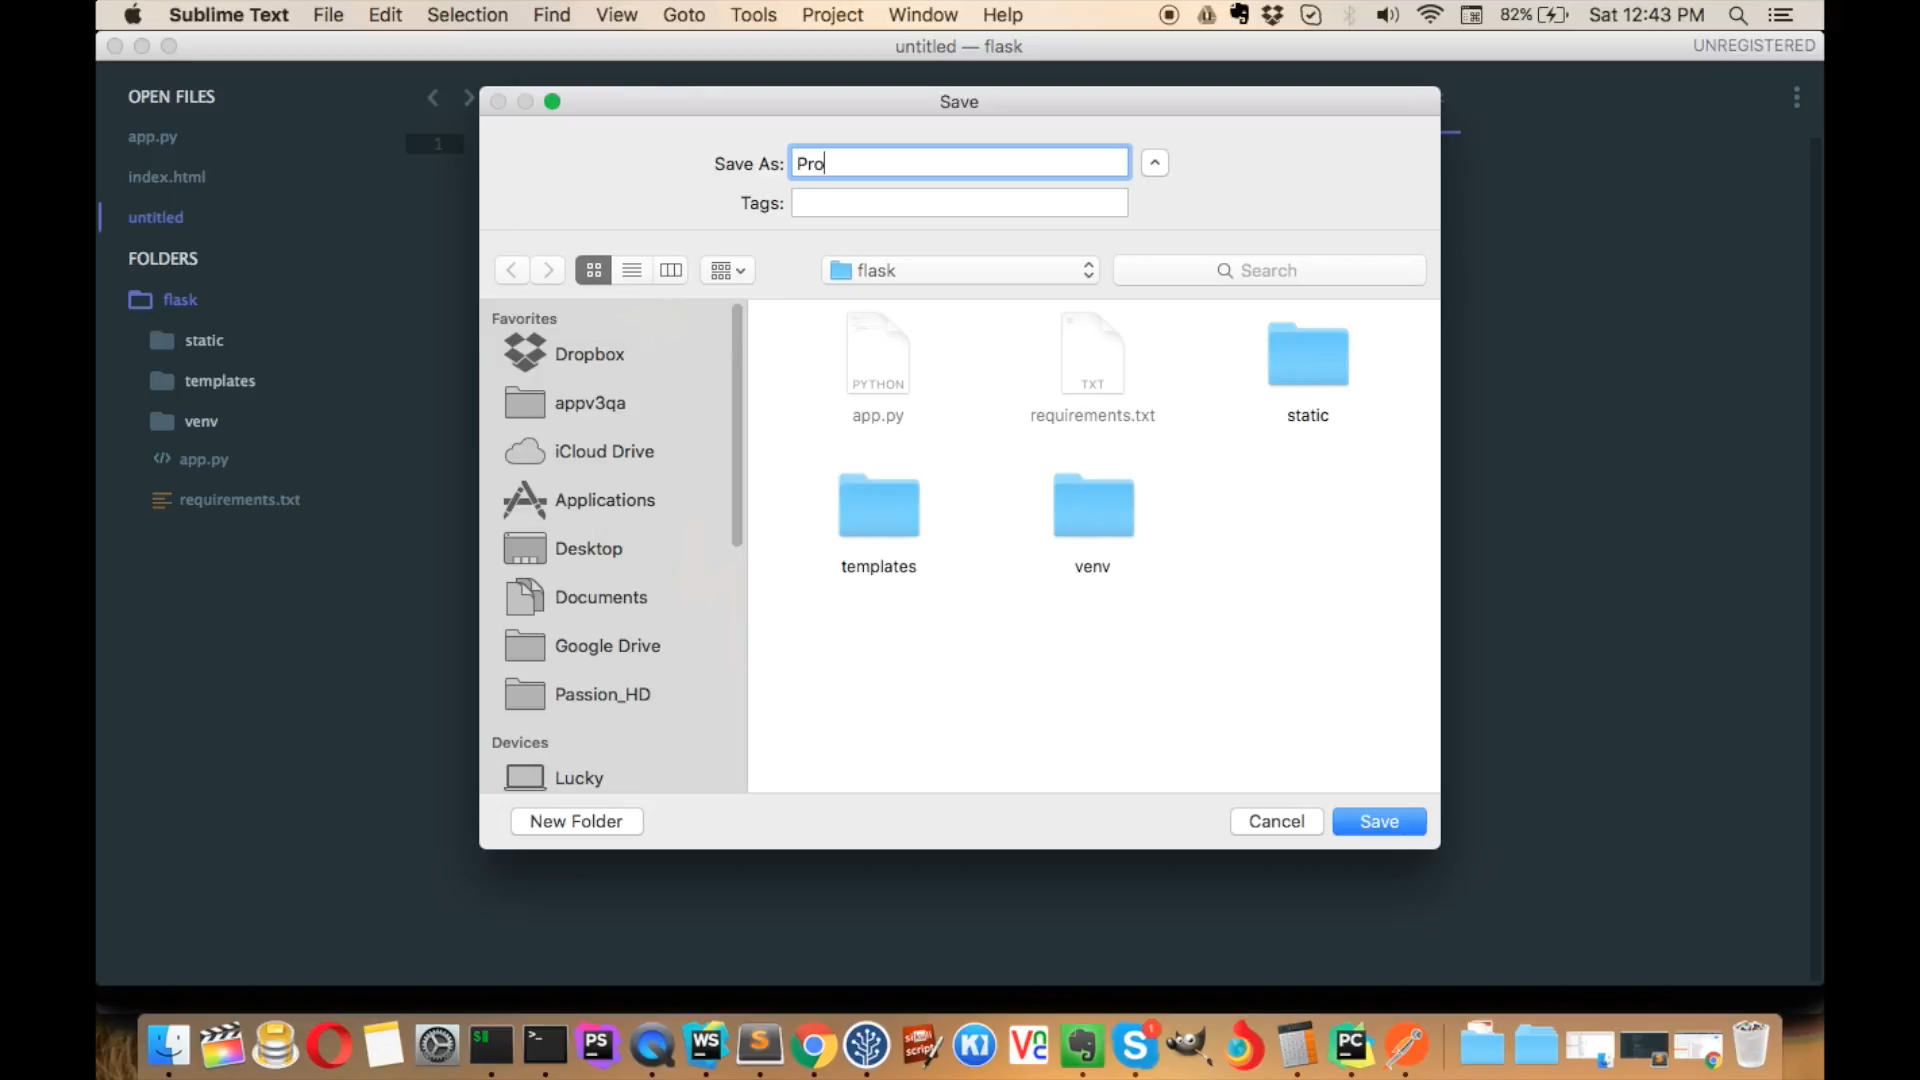 Sublime Text File Edit Selection Find View Goto Tools Project Window Help 82% Sat 12:43 PM
untitled — flask UNREGISTERED
OPEN FILES
app.py
index.html
untitled
FOLDERS
flask
static
templates
venv
app.py
requirements.txt
1
Save
Save As: Pro
Tags:
flask
Search
Favorites
Dropbox
appv3qa
iCloud Drive
Applications
Desktop
Documents
Google Drive
Passion_HD
Devices
Lucky
PYTHON
app.py
TXT
requirements.txt
static
templates
venv
New Folder
Cancel Save
PS WS S KI S 1 PC